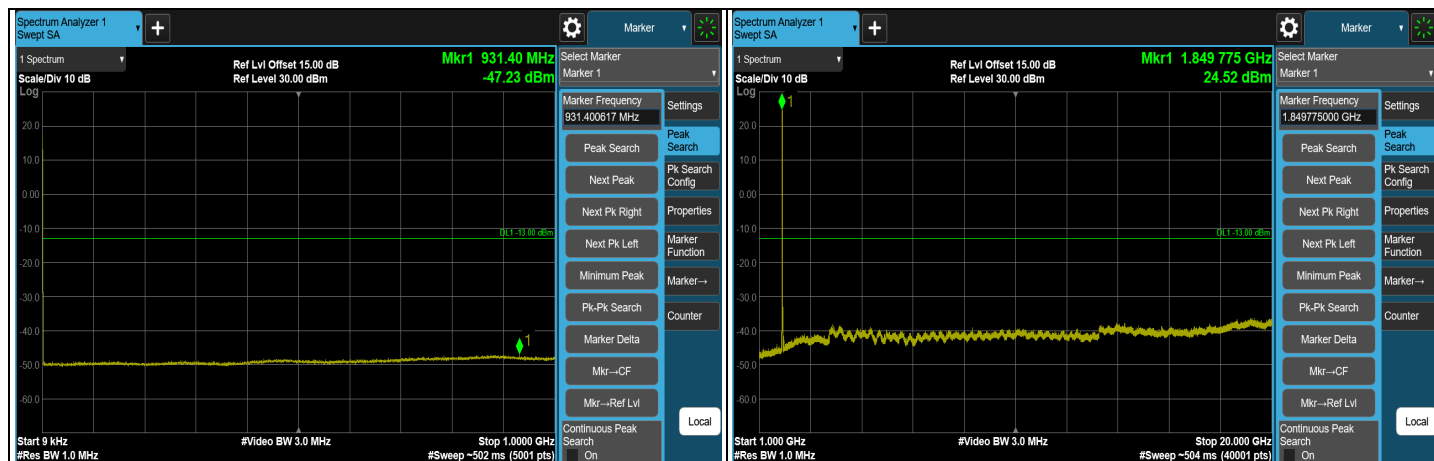 Spectrum Analyzer 1
Swept SA
+
Marker
1 Spectrum
Scale/Div 10 dB
Ref Lvl Offset 15.00 dB
Ref Level 30.00 dBm
Mkr1 931.40 MHz
-47.23 dBm
Log
20.0
10.0
0.00
-10.0
-20.0
-30.0
-40.0
-50.0
-60.0
DL1 -13.00 dBm
1
Start 9 kHz
#Res BW 1.0 MHz
#Video BW 3.0 MHz
Stop 1.0000 GHz
#Sweep ~502 ms (5001 pts)
Select Marker
Marker 1
Marker Frequency
931.400617 MHz
Peak Search
Next Peak
Next Pk Right
Next Pk Left
Minimum Peak
Pk-Pk Search
Marker Delta
Mkr→CF
Mkr→Ref Lvl
Continuous Peak
Search
On
Settings
Peak
Search
Pk Search
Config
Properties
Marker
Function
Marker→
Counter
Local
Spectrum Analyzer 1
Swept SA
+
Marker
1 Spectrum
Scale/Div 10 dB
Ref Lvl Offset 15.00 dB
Ref Level 30.00 dBm
Mkr1 1.849 775 GHz
24.52 dBm
Log
20.0
10.0
0.00
-10.0
-20.0
-30.0
-40.0
-50.0
-60.0
DL1 -13.00 dBm
1
Start 1.000 GHz
#Res BW 1.0 MHz
#Video BW 3.0 MHz
Stop 20.000 GHz
#Sweep ~504 ms (40001 pts)
Select Marker
Marker 1
Marker Frequency
1.849775000 GHz
Peak Search
Next Peak
Next Pk Right
Next Pk Left
Minimum Peak
Pk-Pk Search
Marker Delta
Mkr→CF
Mkr→Ref Lvl
Continuous Peak
Search
On
Settings
Peak
Search
Pk Search
Config
Properties
Marker
Function
Marker→
Counter
Local